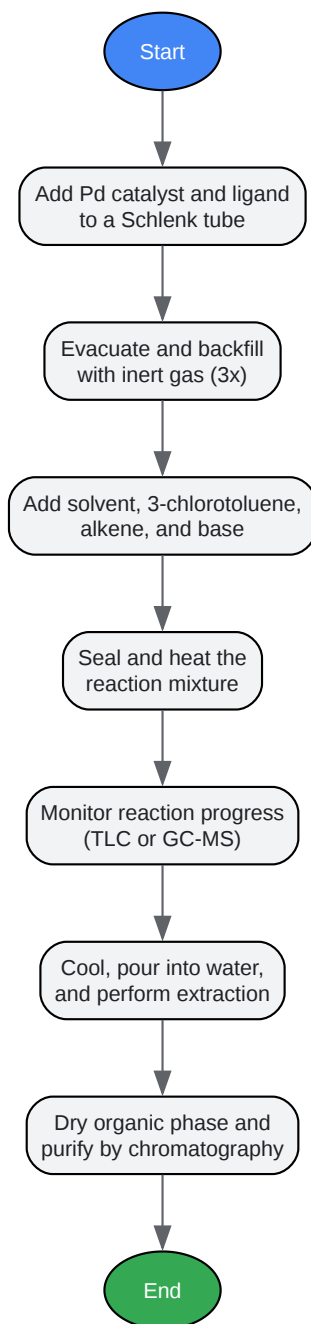 Start
Add Pd catalyst and ligand
to a Schlenk tube
Evacuate and backfill
with inert gas (3x)
Add solvent, 3-chlorotoluene,
alkene, and base
Seal and heat the
reaction mixture
Monitor reaction progress
(TLC or GC-MS)
Cool, pour into water,
and perform extraction
Dry organic phase and
purify by chromatography
End